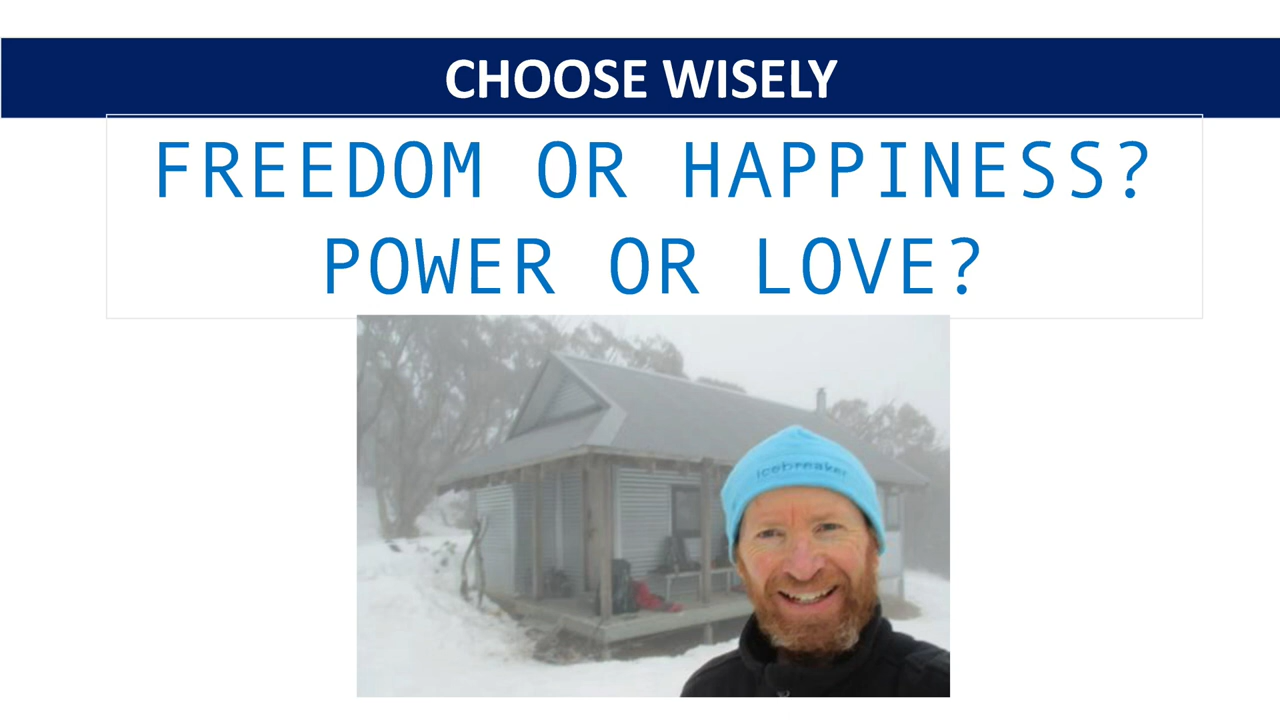 CHOOSE WISELY
FREEDOM OR HAPPINESS?
POWER OR LOVE?
icebreaker